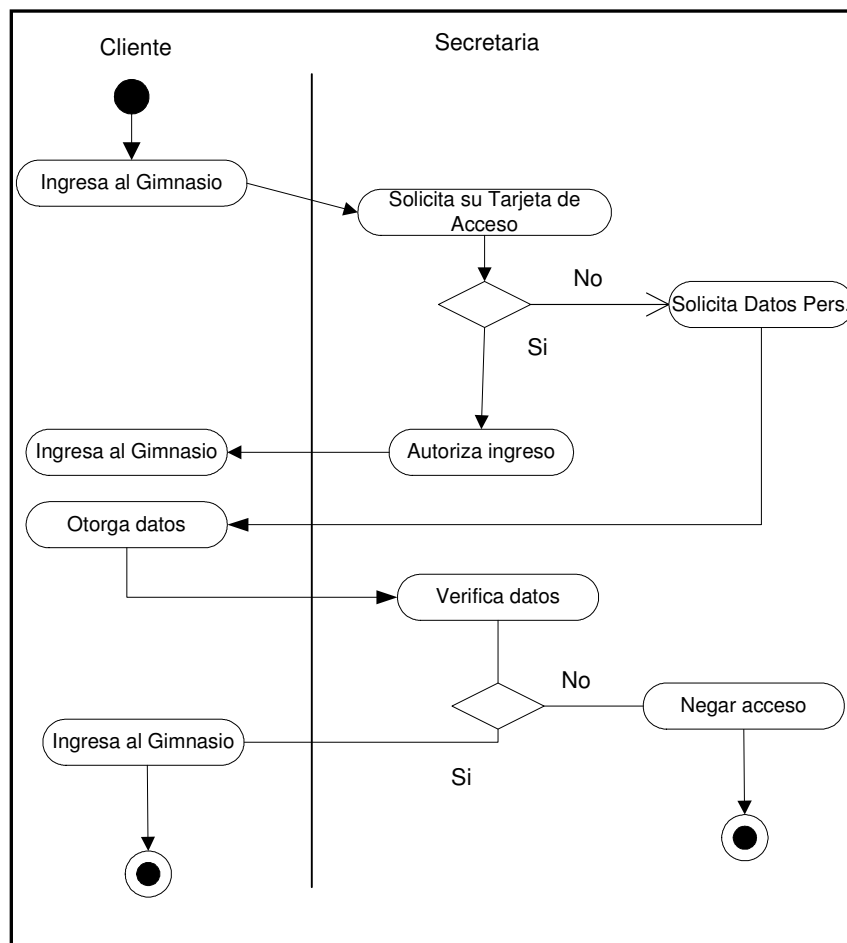 Cliente
Secretaria
Ingresa al Gimnasio
Solicita su Tarjeta de
Acceso
No
Solicita Datos Pers.
Si
Ingresa al Gimnasio
Autoriza ingreso
Otorga datos
Verifica datos
No
Negar acceso
Ingresa al Gimnasio
Si